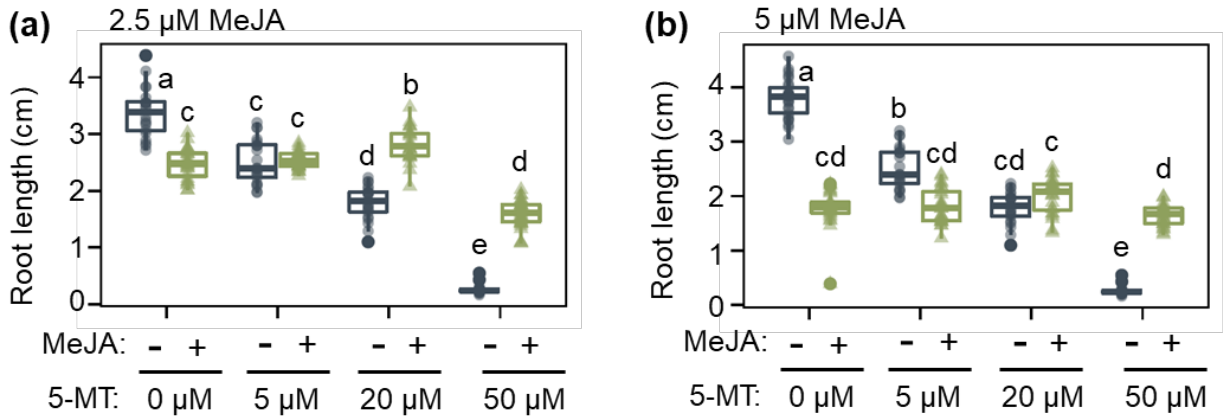 (a) 2.5 µM MeJA
Root length (cm)
4
3
2
1
0
a
c
c
c
d
b
e
d
MeJA: - + - + - + - +
5-MT: 0 µM 5 µM 20 µM 50 µM
(b) 5 µM MeJA
Root length (cm)
4
3
2
1
0
a
cd
b
cd
cd
c
e
d
MeJA: - + - + - + - +
5-MT: 0 µM 5 µM 20 µM 50 µM